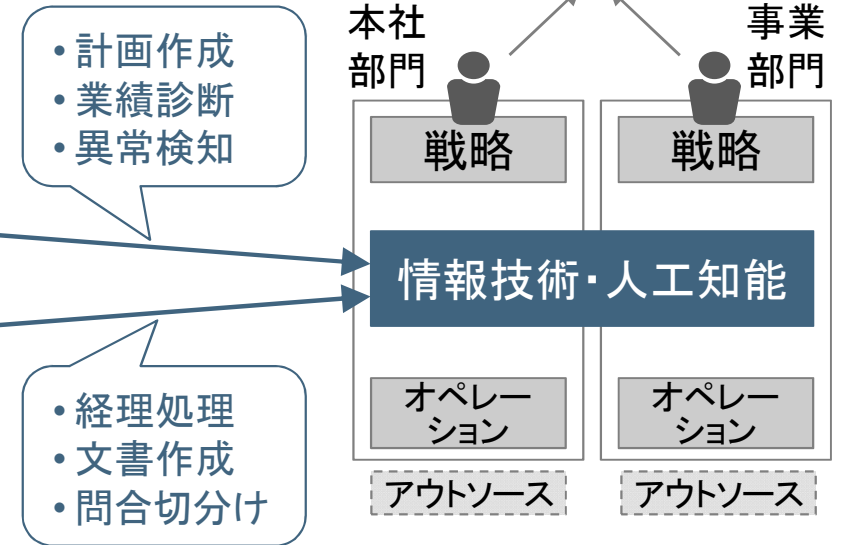 • 計画作成
• 業績診断
• 異常検知
本社
部門
事業
部門
戦略
戦略
情報技術・人工知能
• 経理処理
• 文書作成
• 問合切分け
オペレー
ション
オペレー
ション
アウトソース
アウトソース